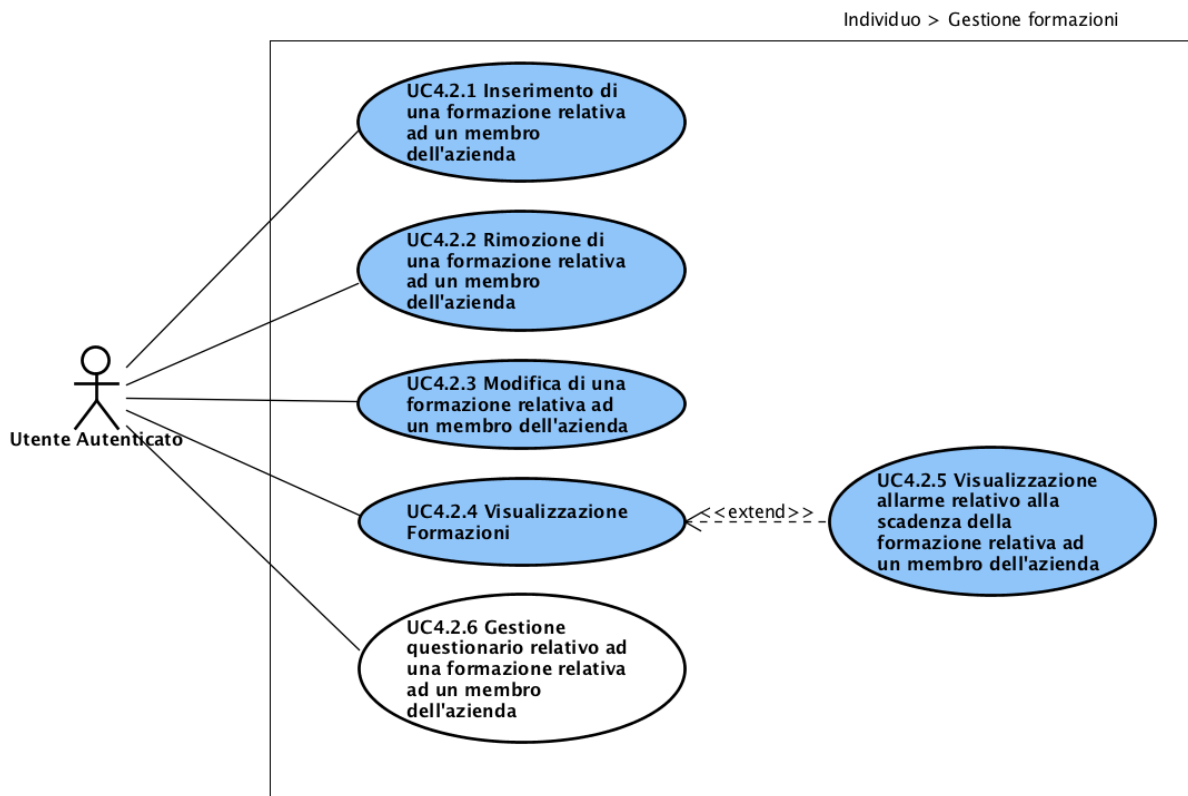 Individuo > Gestione formazioni
UC4.2.1 Inserimento di
una formazione relativa
ad un membro
dell'azienda
UC4.2.2 Rimozione di
una formazione relativa
ad un membro
dell'azienda
UC4.2.3 Modifica di una
formazione relativa ad
un membro dell'azienda
Utente Autenticato
UC4.2.4 Visualizzazione
Formazioni
<<extend>>
UC4.2.5 Visualizzazione
allarme relativo alla
scadenza della
formazione relativa ad
un membro dell'azienda
UC4.2.6 Gestione
questionario relativo ad
una formazione relativa
ad un membro
dell'azienda